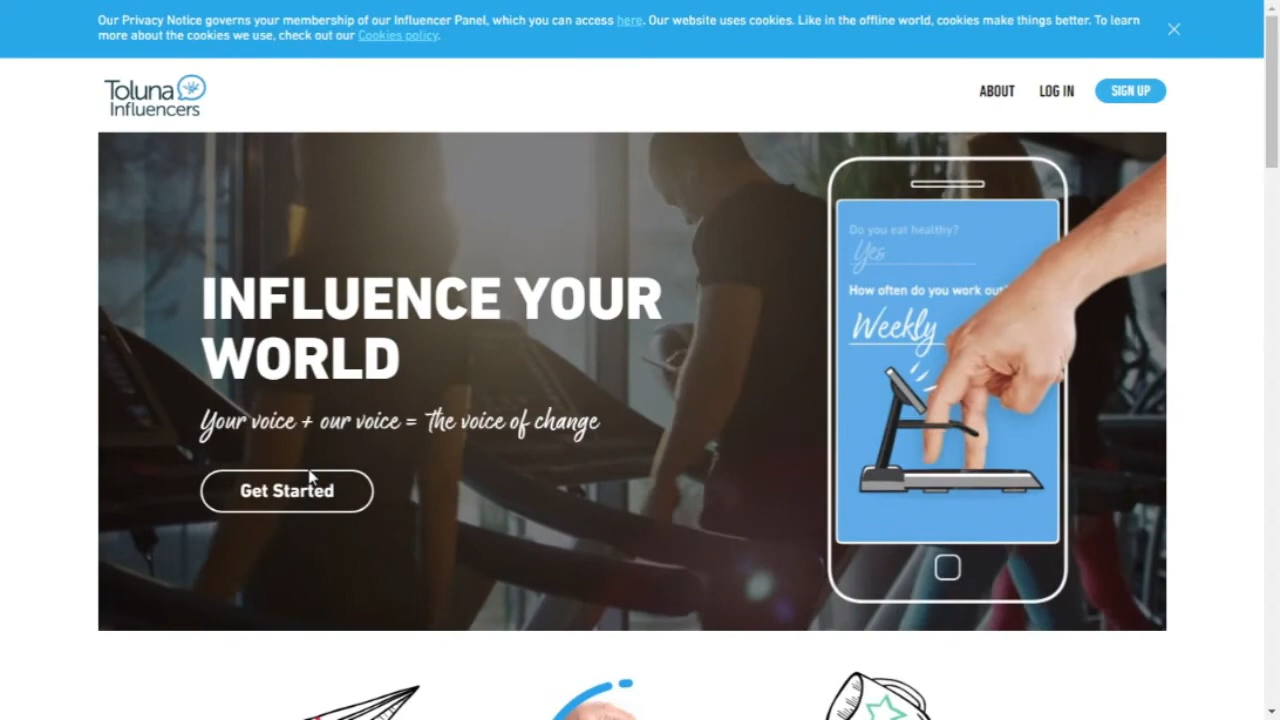 Our Privacy Notice governs your membership of our Influencer Panel, which you can access here. Our website uses cookies. Like in the offline world, cookies make things better. To learn
more about the cookies we use, check out our Cookies policy.
Toluna
Influencers
ABOUT LOG IN SIGN UP
INFLUENCE YOUR
WORLD
Your voice + our voice = the voice of change
Get Started
Do you eat healthy?
Yes
How often do you work out
Weekly